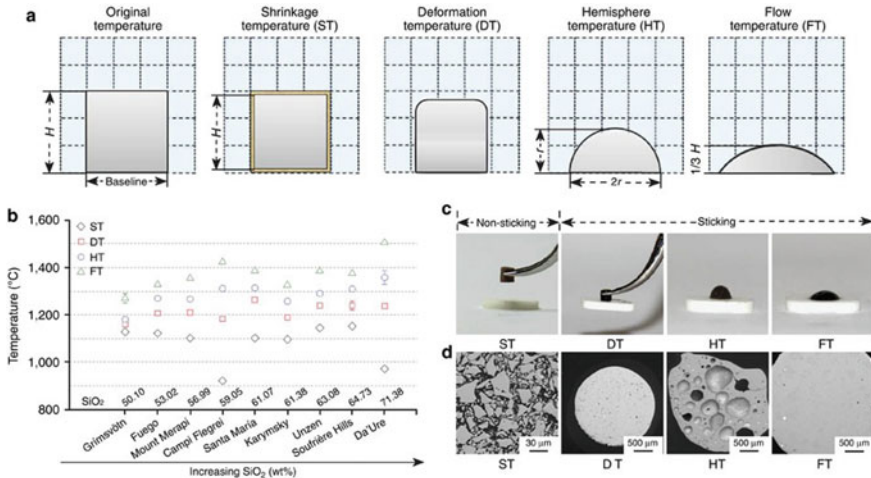 a
Original temperature
Shrinkage temperature (ST)
Deformation temperature (DT)
Hemisphere temperature (HT)
Flow temperature (FT)
H
Baseline
H
r
2r
1/3 H
b
1,600
1,400
1,200
1,000
800
Temperature (°C)
ST
DT
HT
FT
SiO₂
50.10
53.02
56.99
59.05
61.07
61.38
63.08
64.73
71.38
Grimsvötn
Fuego
Mount Merapi
Campi Flegrei
Santa Maria
Karymsky
Unzen
Soufrière Hills
Da'Ure
Increasing SiO₂ (wt%)
c
Non-sticking
Sticking
ST
DT
HT
FT
d
30 μm
500 μm
500 μm
500 μm
ST
D T
HT
FT